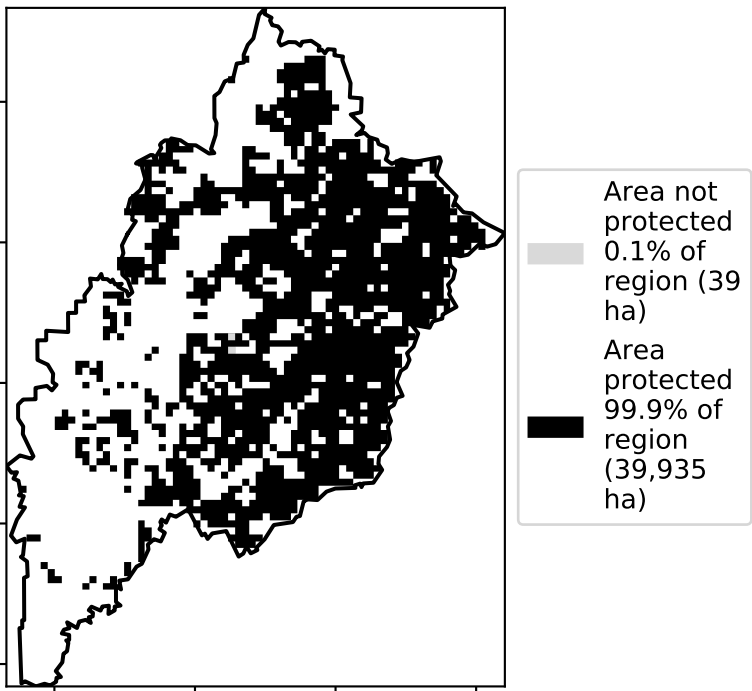 Area not
protected
0.1% of
region (39
ha)
Area
protected
99.9% of
region
(39,935
ha)